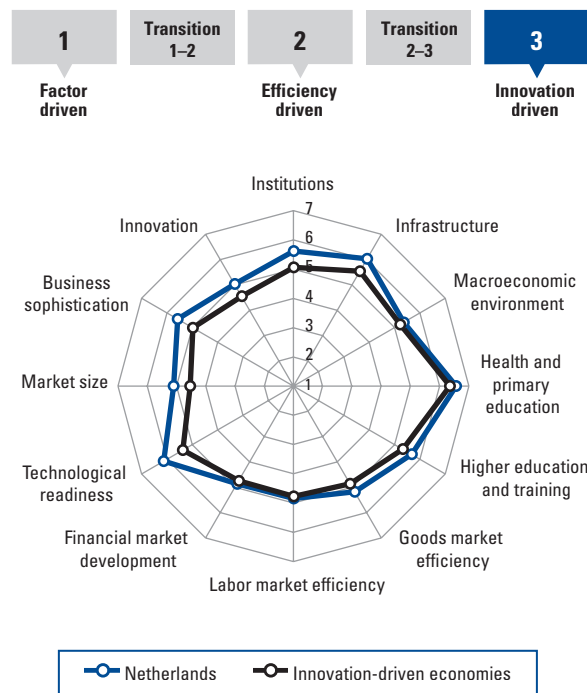 1
Transition
1–2
2
Transition
2–3
3
Factor
driven
Efficiency
driven
Innovation
driven
Institutions
7
Innovation
6
Infrastructure
5
Business
sophistication
4
Macroeconomic
environment
3
2
Market size
1
Health and
primary
education
Technological
readiness
Higher education
and training
Financial market
development
Goods market
efficiency
Labor market efficiency
Netherlands
Innovation-driven economies